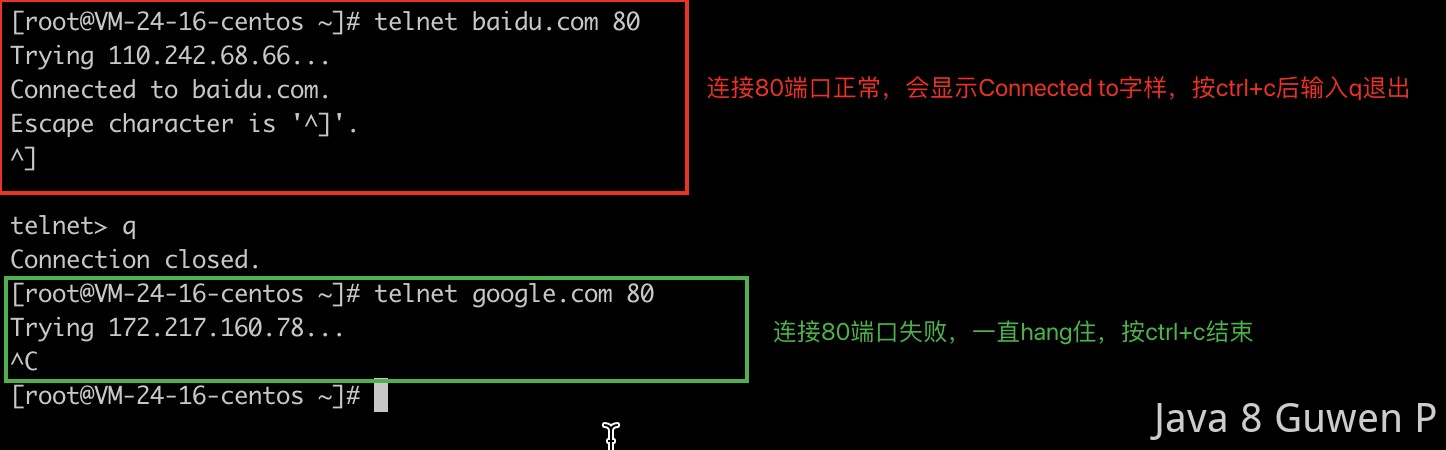 [root@VM-24-16-centos ~]# telnet baidu.com 80
Trying 110.242.68.66...
Connected to baidu.com.
Escape character is '^]'.
^]
连接80端口正常，会显示Connected to字样，按ctrl+c后输入q退出
telnet> q
Connection closed.
[root@VM-24-16-centos ~]# telnet google.com 80
Trying 172.217.160.78...
^C
连接80端口失败，一直hang住，按ctrl+c结束
[root@VM-24-16-centos ~]#
Java 8 Guwen P